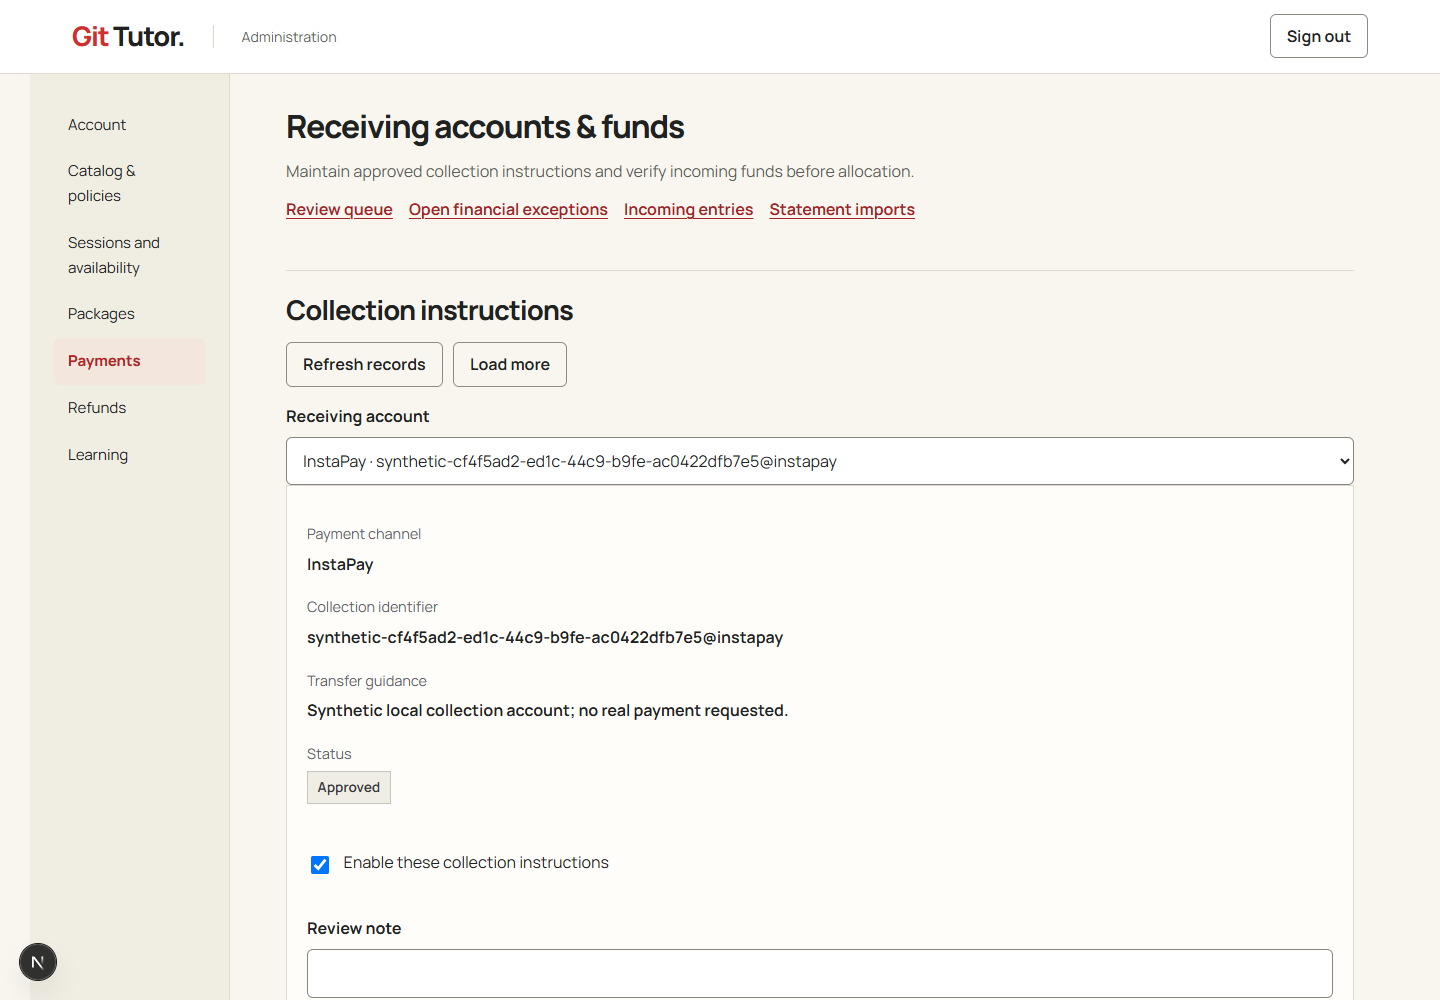 Git Tutor.
Administration
Sign out
Account
Catalog &
policies
Sessions and
availability
Packages
Payments
Refunds
Learning
Receiving accounts & funds
Maintain approved collection instructions and verify incoming funds before allocation.
Review queue
Open financial exceptions
Incoming entries
Statement imports
Collection instructions
Refresh records
Load more
Receiving account
InstaPay · synthetic-cf4f5ad2-ed1c-44c9-b9fe-ac0422dfb7e5@instapay
Payment channel
InstaPay
Collection identifier
synthetic-cf4f5ad2-ed1c-44c9-b9fe-ac0422dfb7e5@instapay
Transfer guidance
Synthetic local collection account; no real payment requested.
Status
Approved
Enable these collection instructions
Review note
N